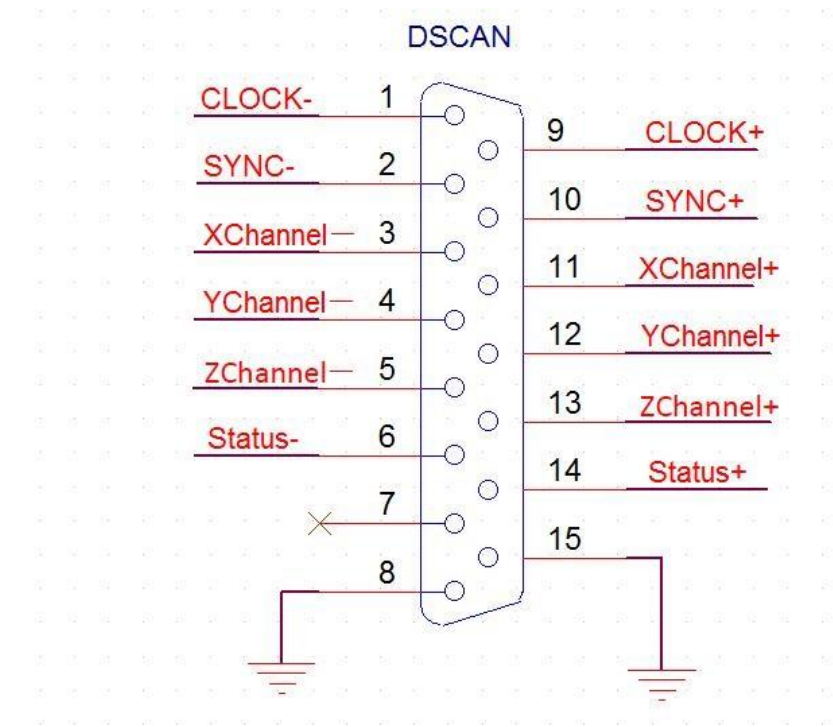 DSCAN
CLOCK- 1
9 CLOCK+
SYNC- 2
10 SYNC+
XChannel— 3
11 XChannel+
YChannel— 4
12 YChannel+
ZChannel— 5
13 ZChannel+
Status- 6
14 Status+
7
15
8